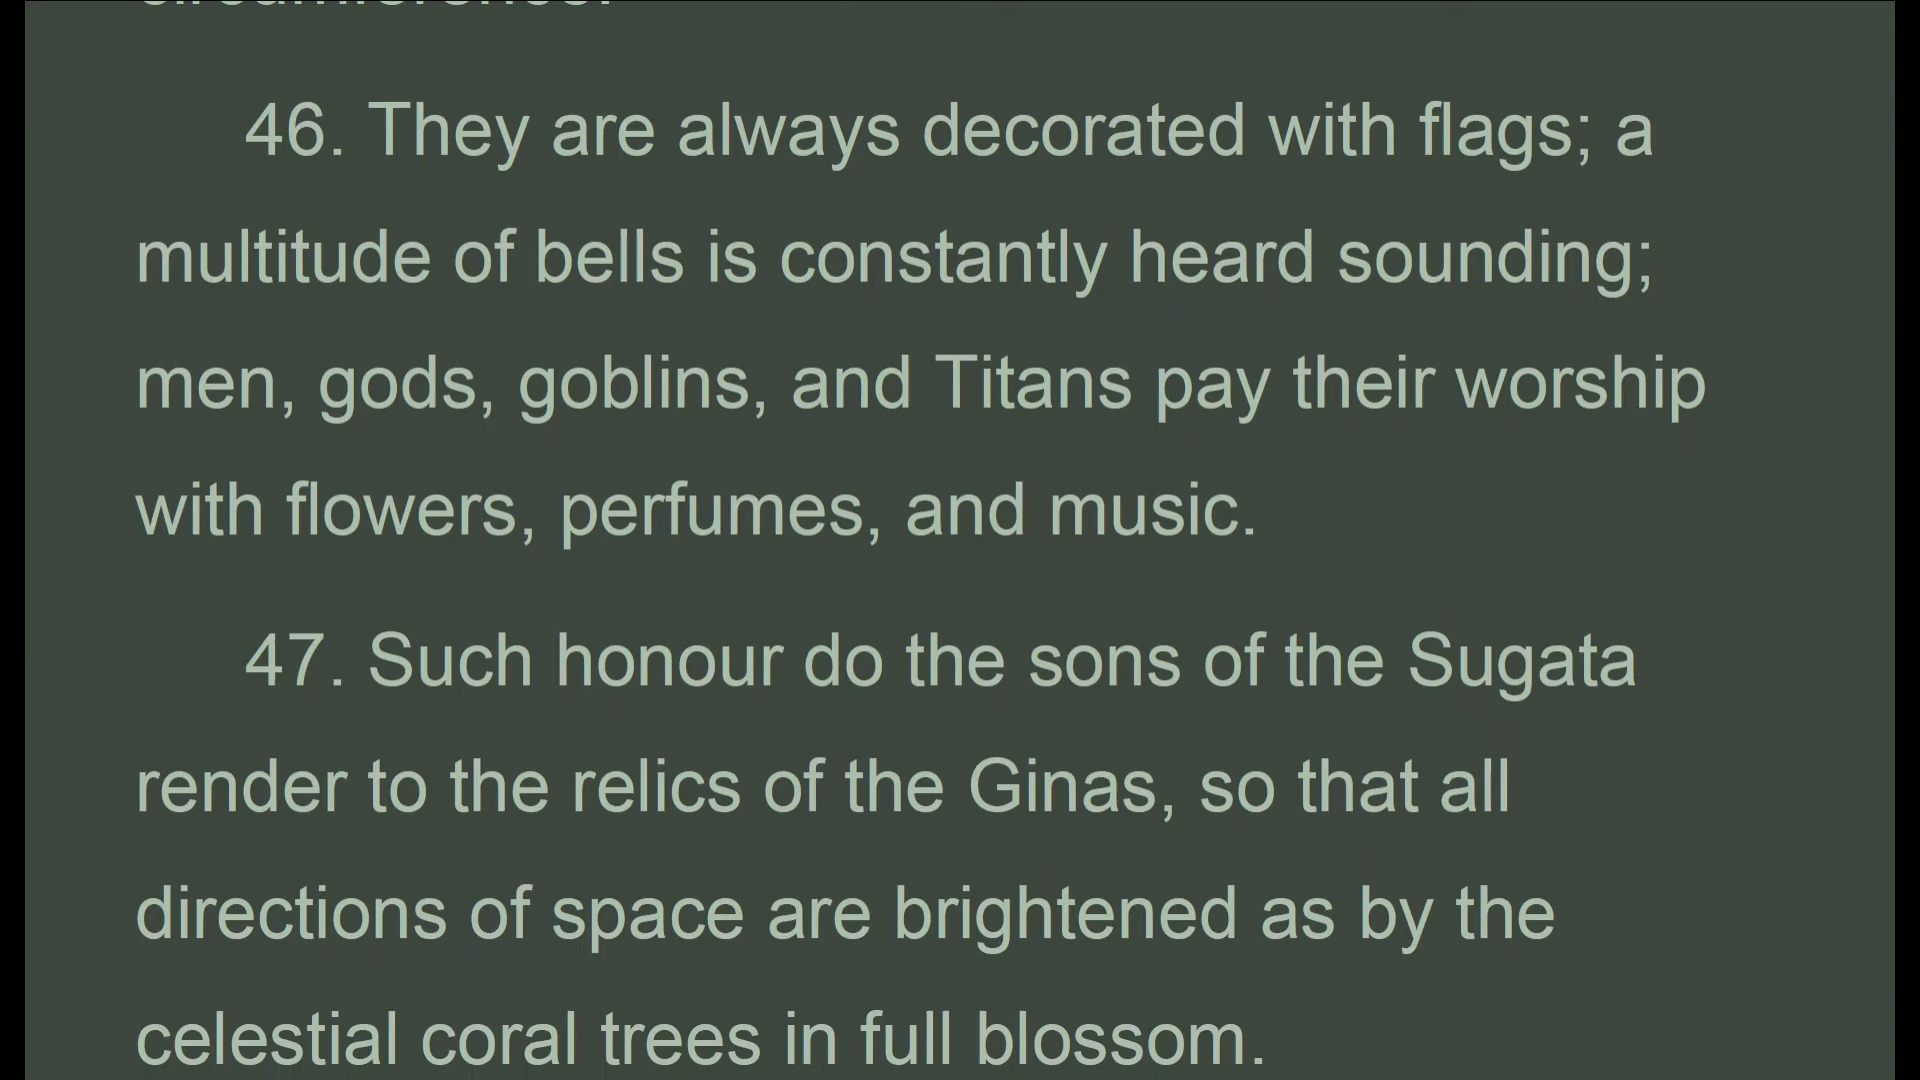 circumference.
46. They are always decorated with flags; a
multitude of bells is constantly heard sounding;
men, gods, goblins, and Titans pay their worship
with flowers, perfumes, and music.
47. Such honour do the sons of the Sugata
render to the relics of the Ginas, so that all
directions of space are brightened as by the
celestial coral trees in full blossom.